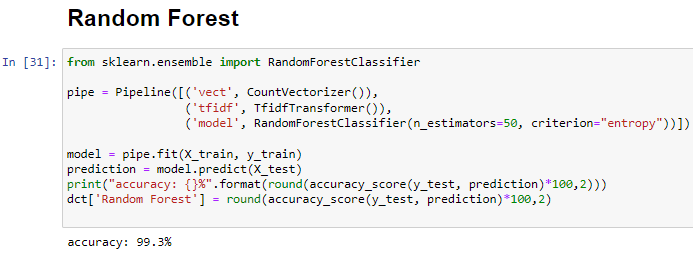 Random Forest
In [31]: from sklearn.ensemble import RandomForestClassifier
pipe = Pipeline([('vect', CountVectorizer()),
('tfidf', TfidfTransformer()),
('model', RandomForestClassifier(n_estimators=50, criterion="entropy"))])
model = pipe.fit(X_train, y_train)
prediction = model.predict(X_test)
print("accuracy: {}%".format(round(accuracy_score(y_test, prediction)*100,2)))
dct['Random Forest'] = round(accuracy_score(y_test, prediction)*100,2)
accuracy: 99.3%